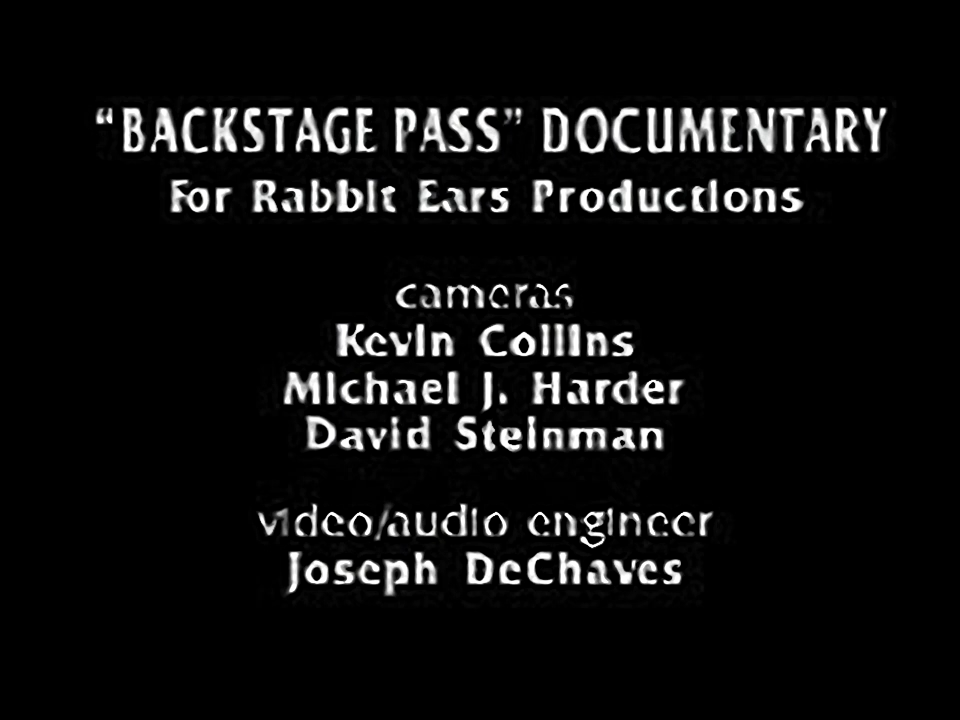 “BACKSTAGE PASS” DOCUMENTARY
For Rabbit Ears Productions
cameras
Kevin Collins
Michael J. Harder
David Steinman
video/audio engineer
Joseph DeChaves